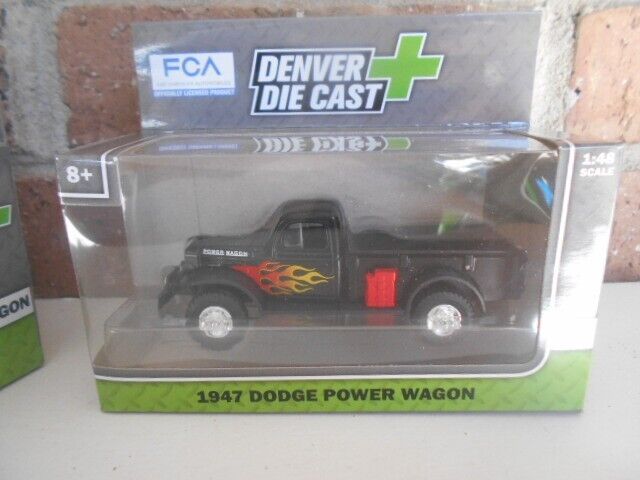 FCA
OFFICIALLY LICENSED PRODUCT
DENVER
DIE CAST
8+
1:48
SCALE
POWER WAGON
WAGON
1947 DODGE POWER WAGON